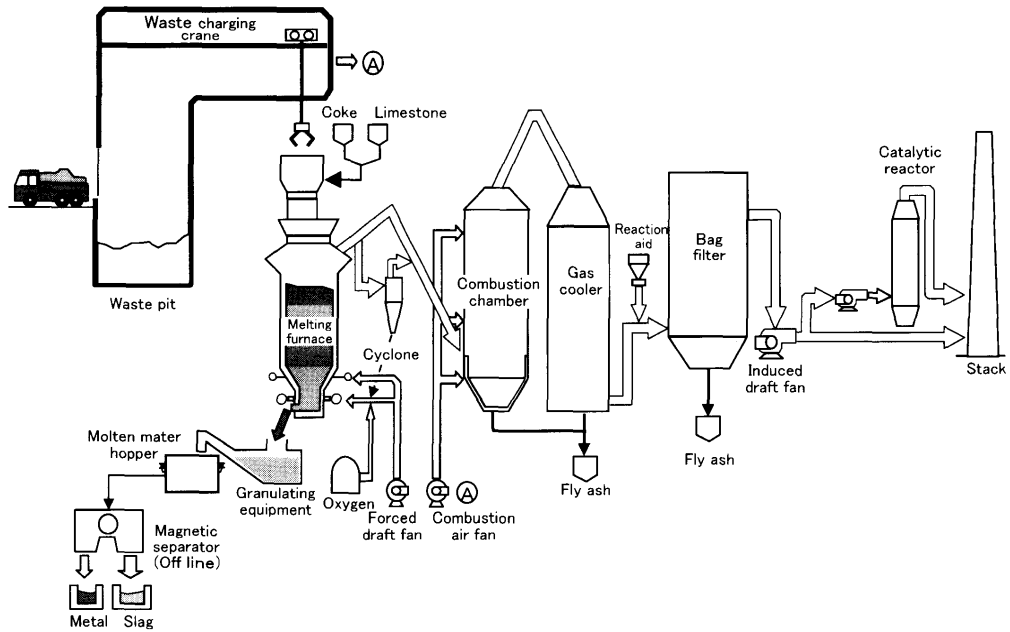 Waste charging
crane
A
Coke
Limestone
Catalytic
reactor
Waste pit
Melting
furnace
Cyclone
Combustion
chamber
Gas
cooler
Reaction
aid
Bag
filter
Induced
draft fan
Stack
Molten mater
hopper
Granulating
equipment
Oxygen
Forced
draft fan
Combustion
air fan
A
Fly ash
Fly ash
Magnetic
separator
(Off line)
Metal
Slag